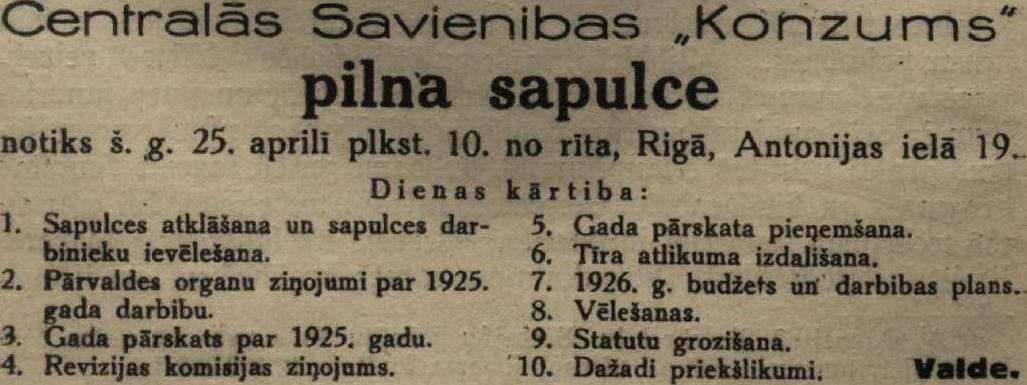 Centralās Savienibas „Konzums“
pilna sapulce
notiks š. g. 25. aprilī plkst. 10. no rīta, Rigā, Antonijas ielā 19.
Dienas kārtiba:
1. Sapulces atklāšana un sapulces dar-
binieku ievēlešana.
2. Pārvaldes organu ziņojumi par 1925.
gada darbibu.
3. Gada pārskats par 1925. gadu.
4. Revizijas komisijas ziņojums.
5. Gada pārskata pieņemšana.
6. Tīra atlikuma izdališana.
7. 1926. g. budžets un darbibas plans.
8. Vēlešanas.
9. Statutu grozišana.
10. Dažadi priekšlikumi.
Valde.